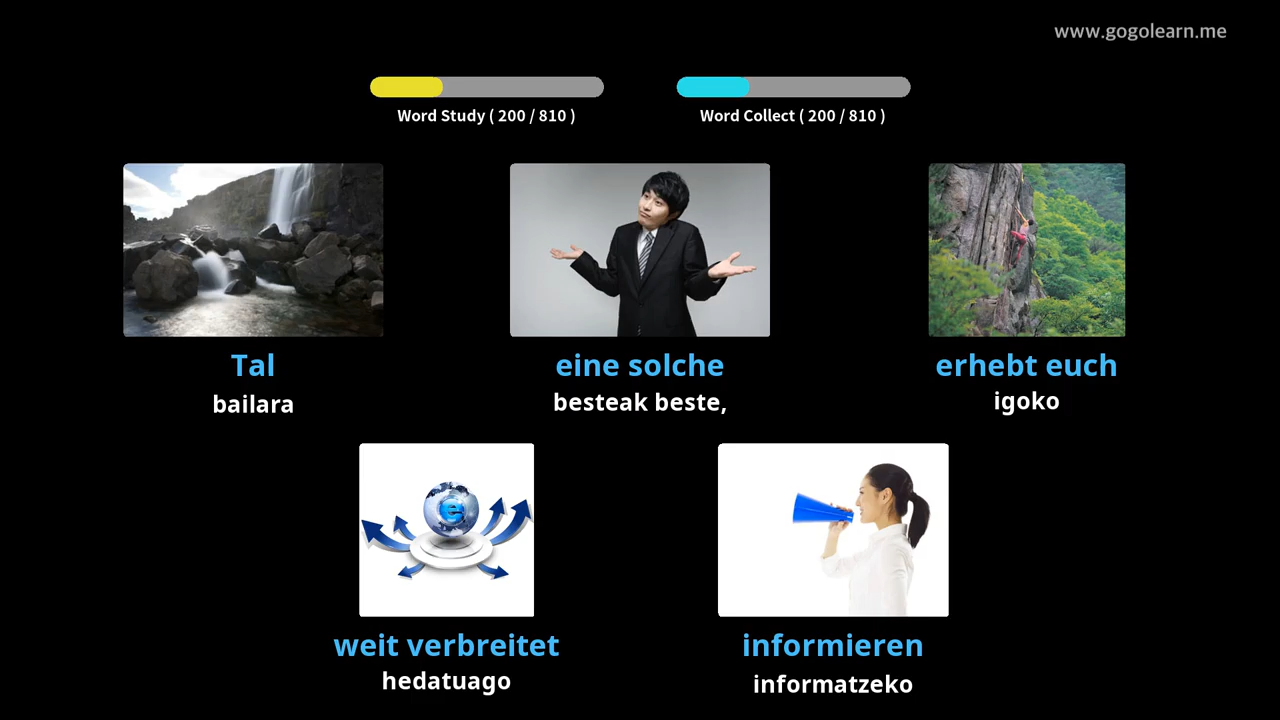 www.gogolearn.me
Word Study ( 200 / 810 )
Word Collect ( 200 / 810 )
Tal
bailara
eine solche
besteak beste,
erhebt euch
igoko
e
weit verbreitet
hedatuago
informieren
informatzeko